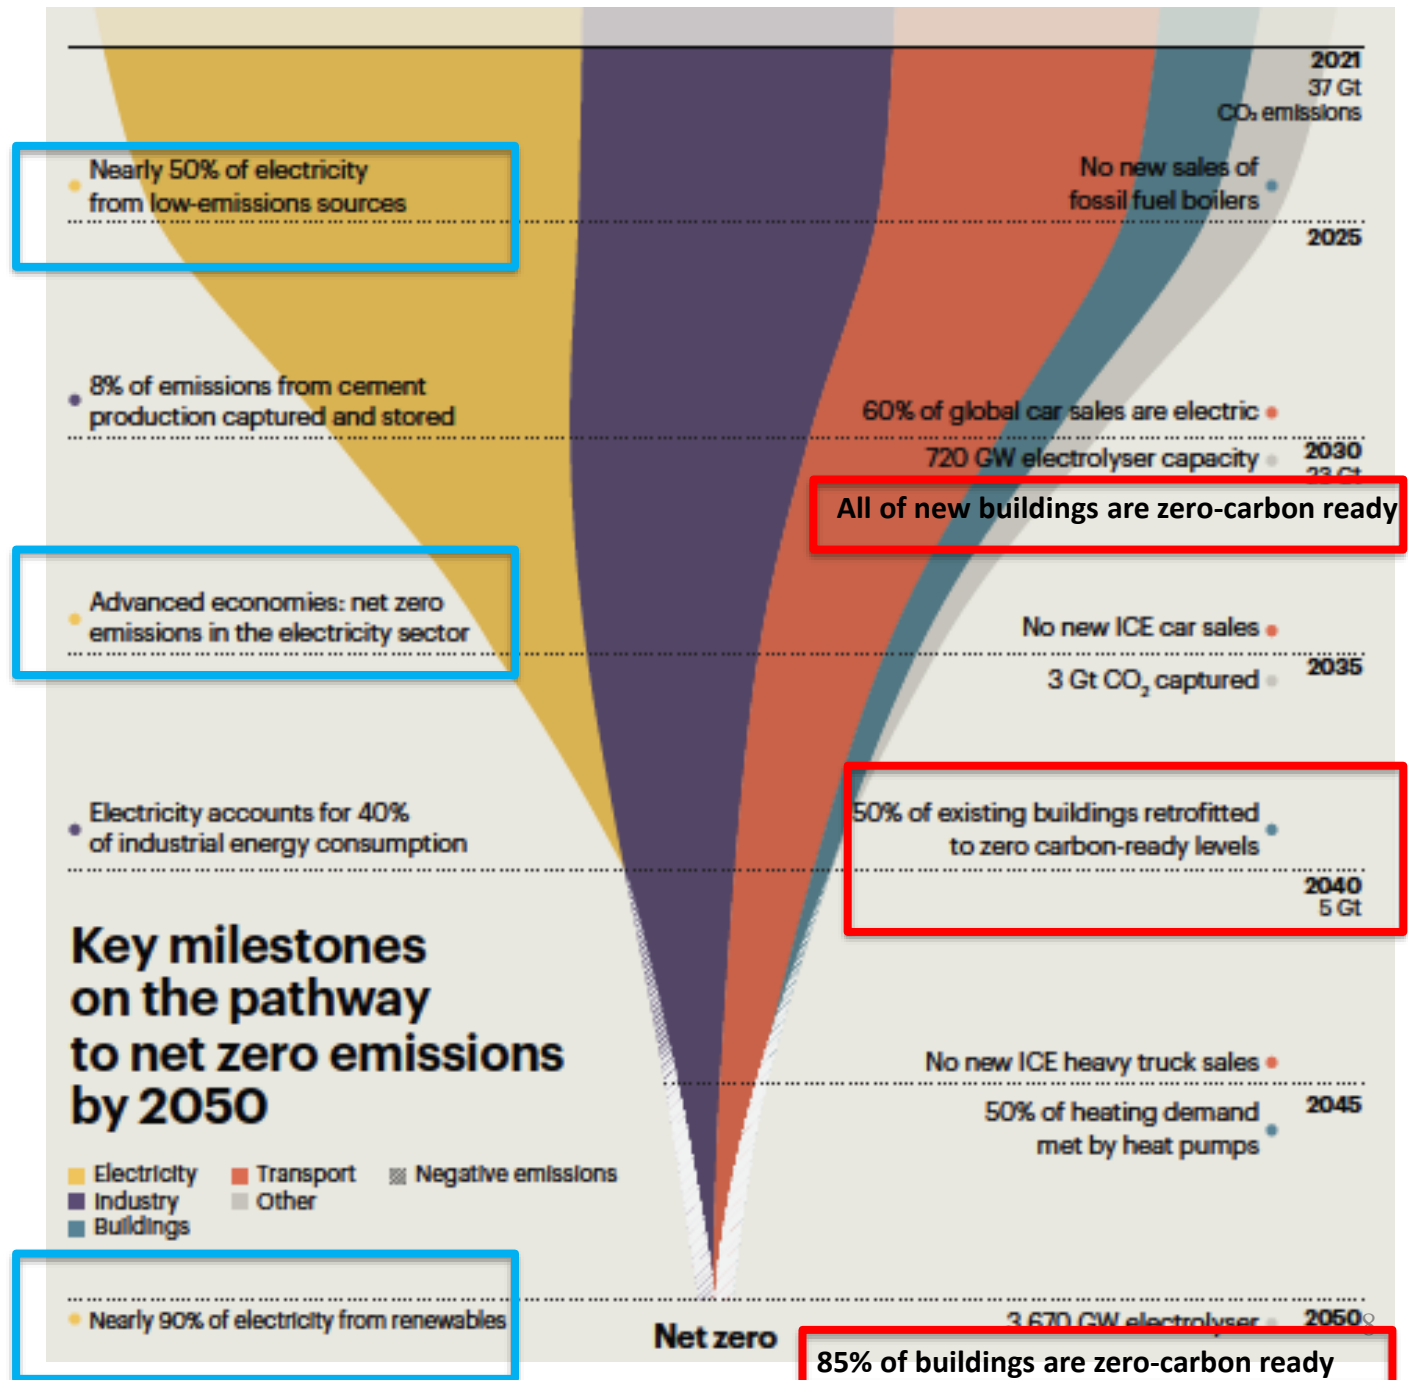 2021
37 Gt
CO₂ emissions
Nearly 50% of electricity
from low-emissions sources
No new sales of
fossil fuel boilers
2025
8% of emissions from cement
production captured and stored
60% of global car sales are electric
720 GW electrolyser capacity
2030
23 Gt
All of new buildings are zero-carbon ready
Advanced economies: net zero
emissions in the electricity sector
No new ICE car sales
2035
3 Gt CO₂ captured
Electricity accounts for 40%
of industrial energy consumption
50% of existing buildings retrofitted
to zero carbon-ready levels
2040
5 Gt
Key milestones
on the pathway
to net zero emissions
by 2050
No new ICE heavy truck sales
2045
50% of heating demand
met by heat pumps
Electricity
Transport
Negative emissions
Industry
Other
Buildings
Nearly 90% of electricity from renewables
Net zero
3 670 GW electrolyser
2050
8
85% of buildings are zero-carbon ready